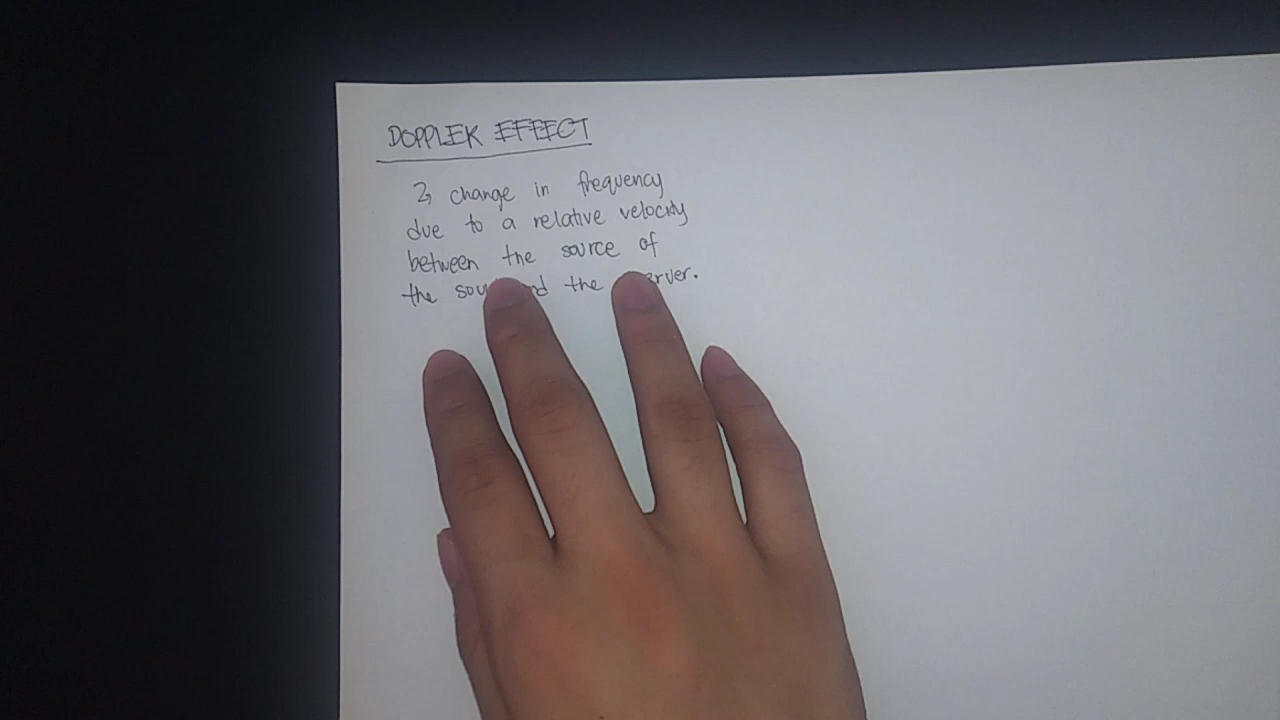 DOPPLER EFFECT
↳ change in frequency
due to a relative velocity
between the source of
the the